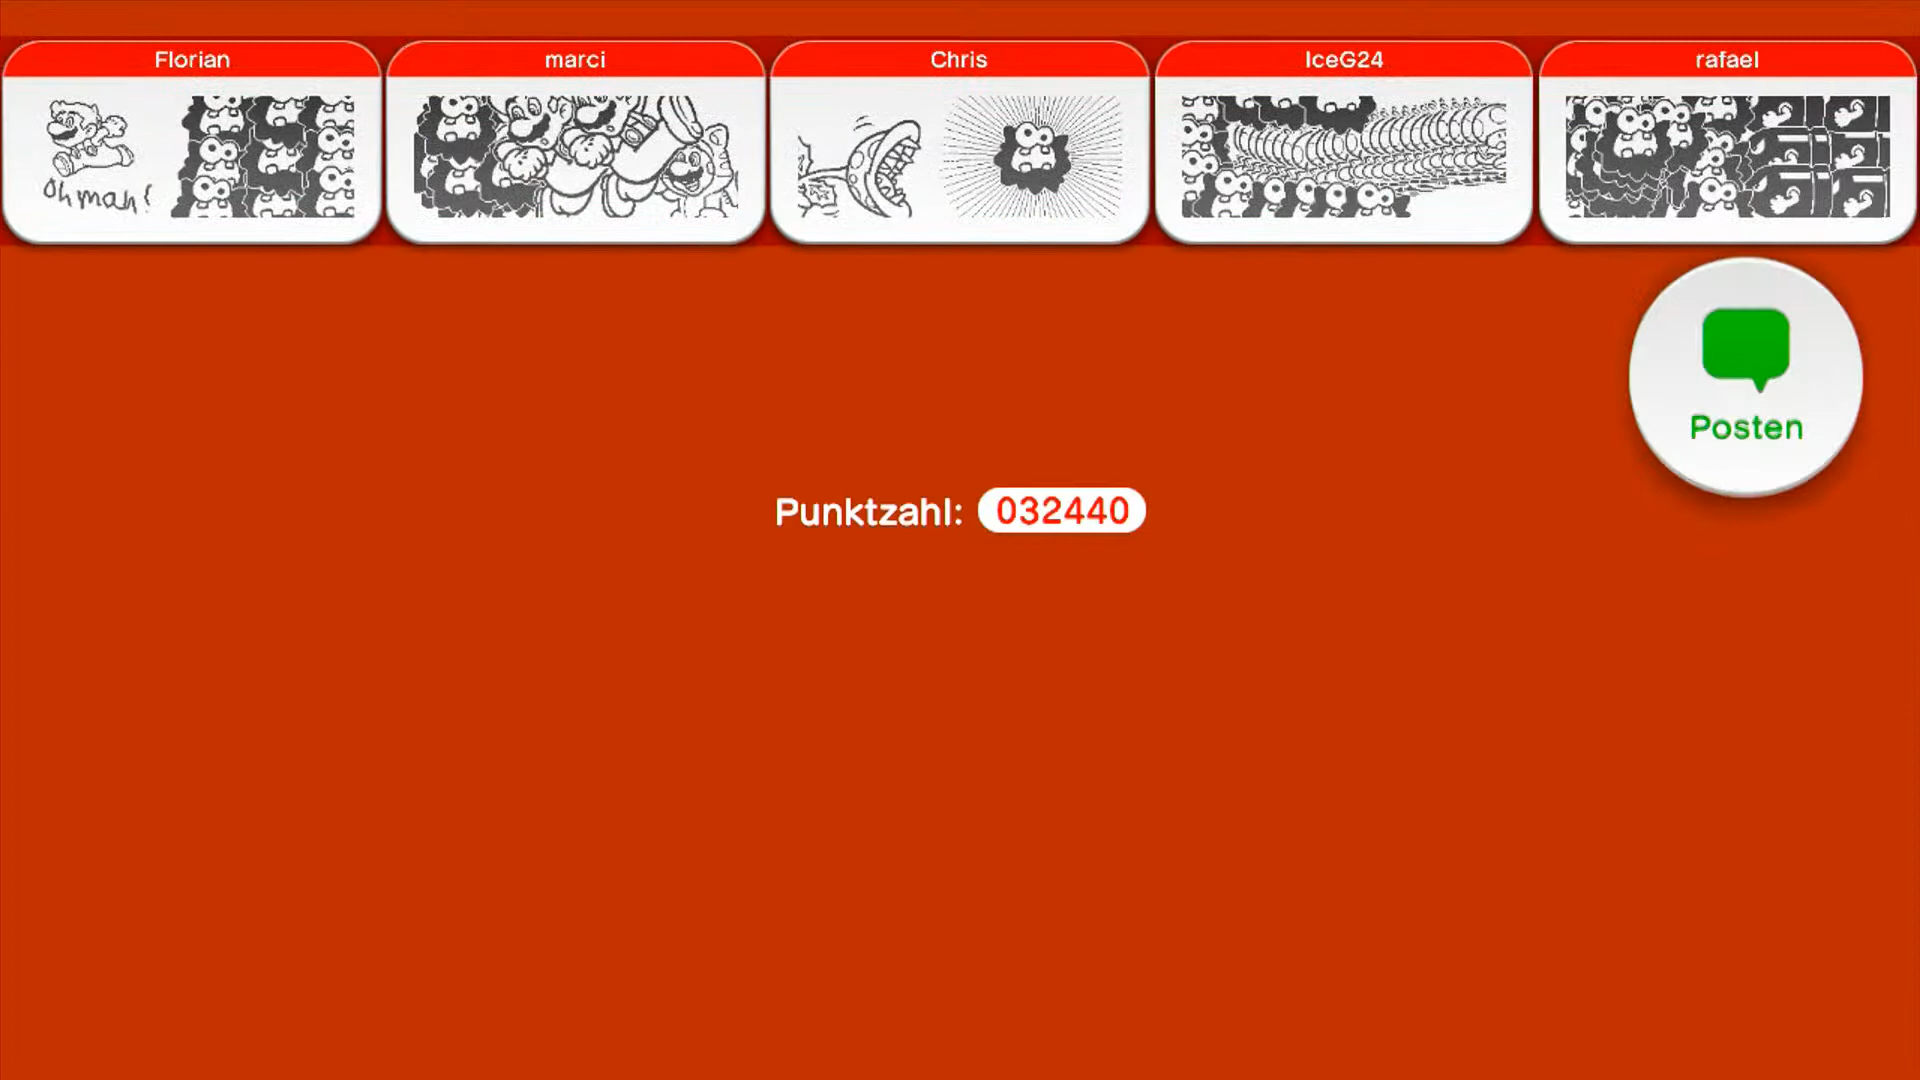 Florian
marci
Chris
IceG24
rafael
Oh man!
Posten
Punktzahl: 032440